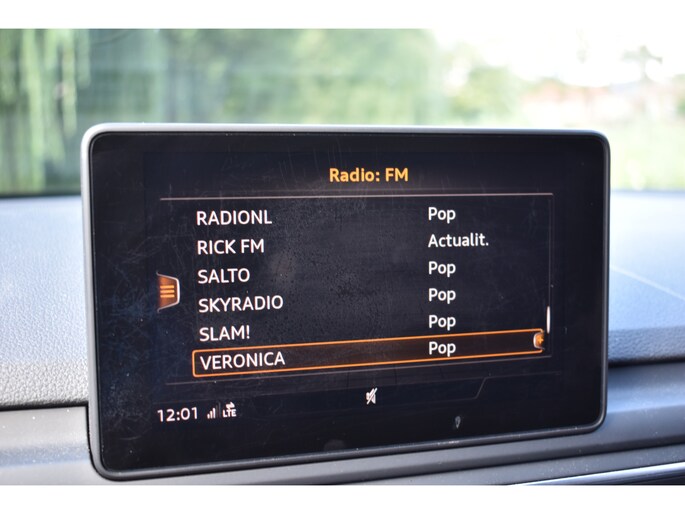 Radio: FM
RADIONL Pop
RICK FM Actualit.
SALTO Pop
SKYRADIO Pop
SLAM! Pop
VERONICA Pop
12:01 LTE